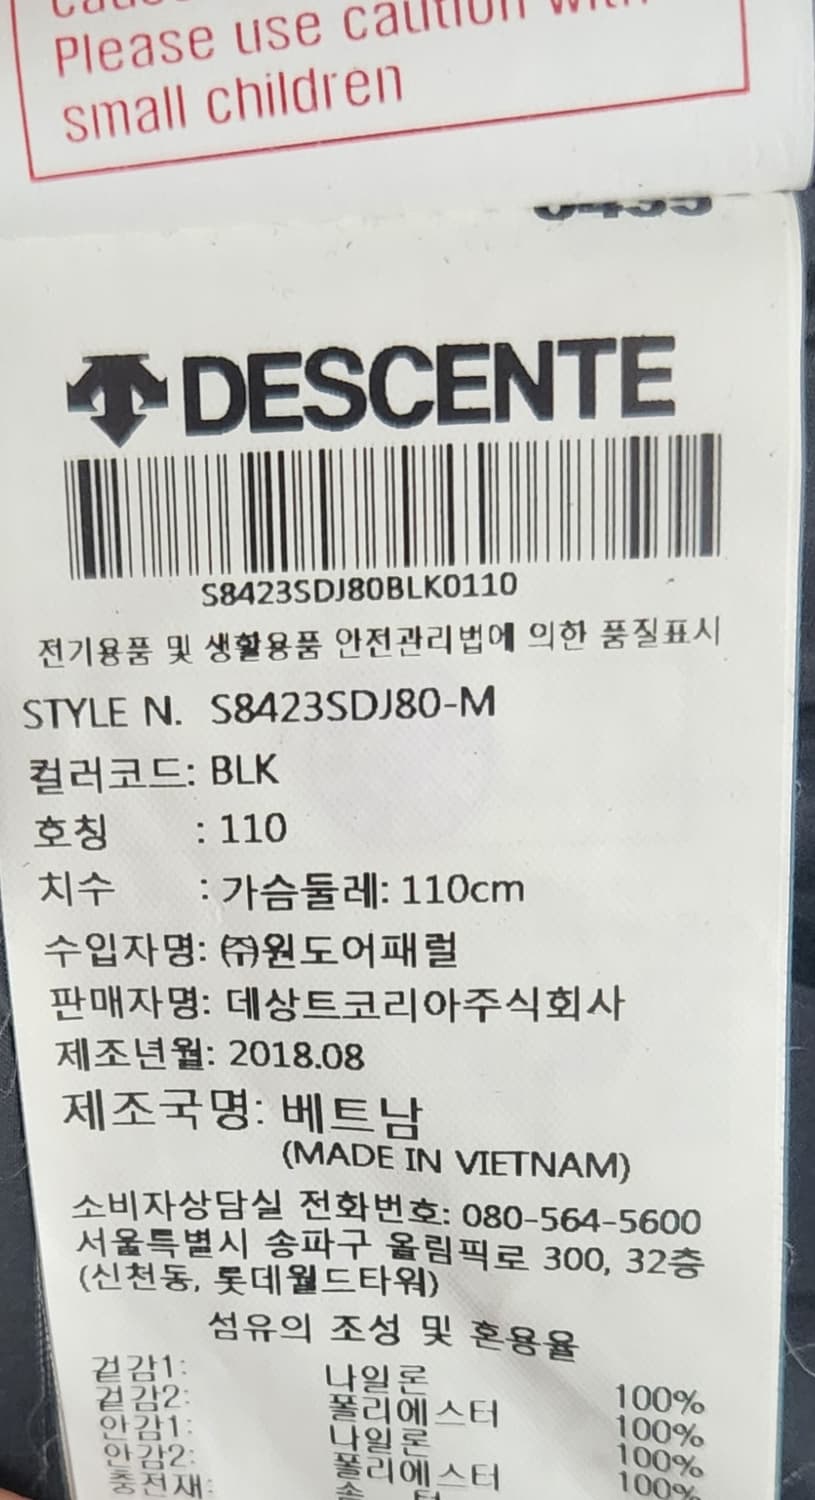 Please use caution with
small children
DESCENTE
S8423SDJ80BLK0110
전기용품 및 생활용품 안전관리법에 의한 품질표시
STYLE N. S8423SDJ80-M
컬러코드: BLK
호칭 : 110
치수 : 가슴둘레: 110cm
수입자명: ㈜원도어패럴
판매자명: 데상트코리아주식회사
제조년월: 2018.08
제조국명: 베트남
(MADE IN VIETNAM)
소비자상담실 전화번호: 080-564-5600
서울특별시 송파구 올림픽로 300, 32층
(신천동, 롯데월드타워)
섬유의 조성 및 혼용율
겉감1: 나일론 100%
겉감2: 폴리에스터 100%
안감1: 나일론 100%
안감2: 폴리에스터 100%
충전재: